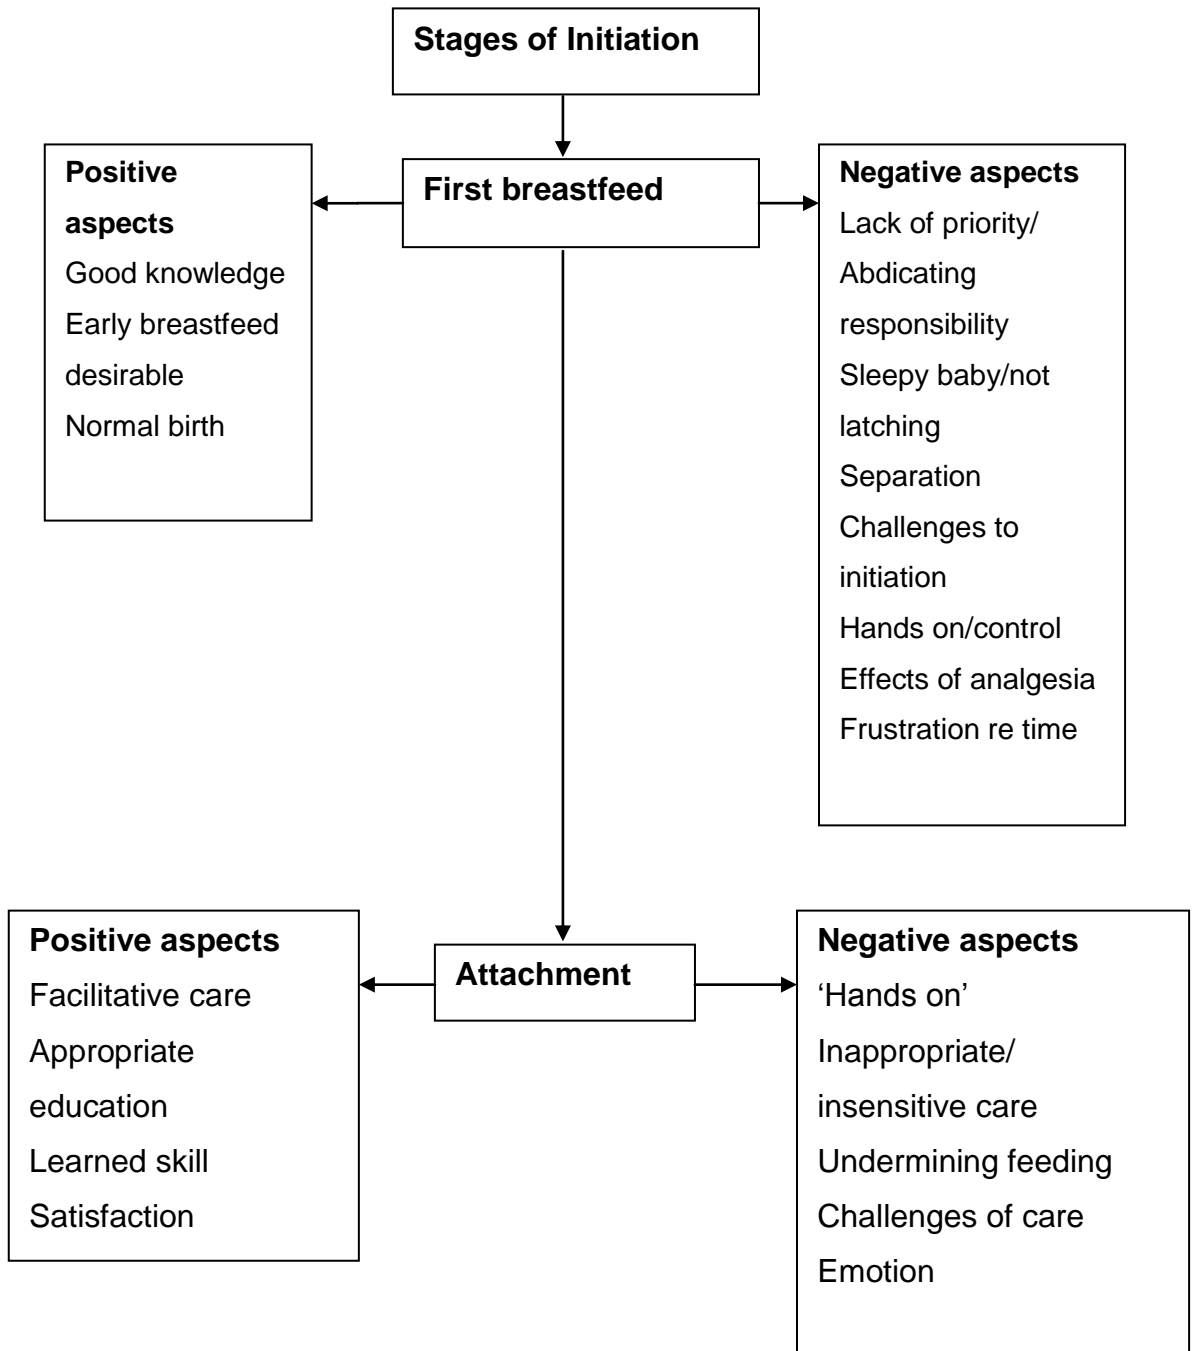 Stages of Initiation
First breastfeed
Positive
aspects
Good knowledge
Early breastfeed
desirable
Normal birth
Negative aspects
Lack of priority/
Abdicating
responsibility
Sleepy baby/not
latching
Separation
Challenges to
initiation
Hands on/control
Effects of analgesia
Frustration re time
Attachment
Positive aspects
Facilitative care
Appropriate
education
Learned skill
Satisfaction
Negative aspects
‘Hands on’
Inappropriate/
insensitive care
Undermining feeding
Challenges of care
Emotion